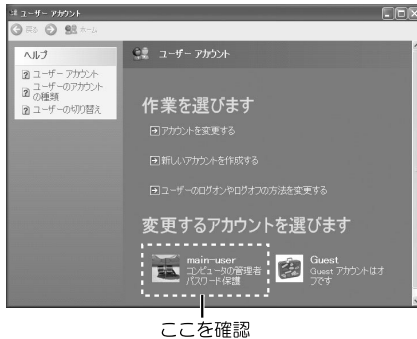 ユーザー アカウント
戻る ホーム
ヘルプ
ユーザー アカウント
ユーザーのアカウント
の種類
ユーザーの切り替え
ユーザー アカウント
作業を選びます
アカウントを変更する
新しいアカウントを作成する
ユーザーのログオンやログオフの方法を変更する
変更するアカウントを選びます
main-user
コンピュータの管理者
パスワード保護
Guest
Guest アカウントはオ
フです
ここを確認